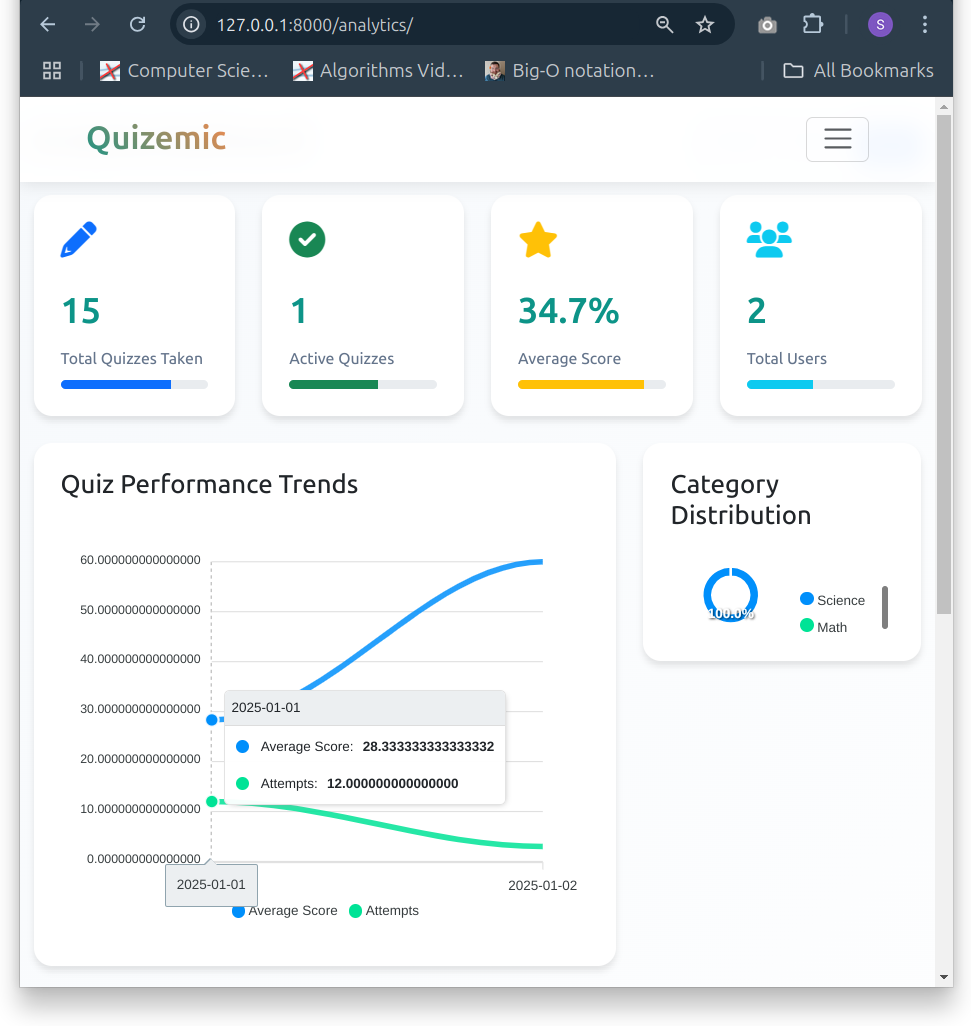 127.0.0.1:8000/analytics/
S
Computer Scie...
Algorithms Vid...
Big-O notation...
All Bookmarks
Quizemic
15
Total Quizzes Taken
1
Active Quizzes
34.7%
Average Score
2
Total Users
Quiz Performance Trends
60.000000000000000
50.000000000000000
40.000000000000000
30.000000000000000
20.000000000000000
10.000000000000000
0.000000000000000
2025-01-01
Average Score: 28.333333333333332
Attempts: 12.000000000000000
2025-01-01
2025-01-02
Average Score
Attempts
Category
Distribution
100.0%
Science
Math